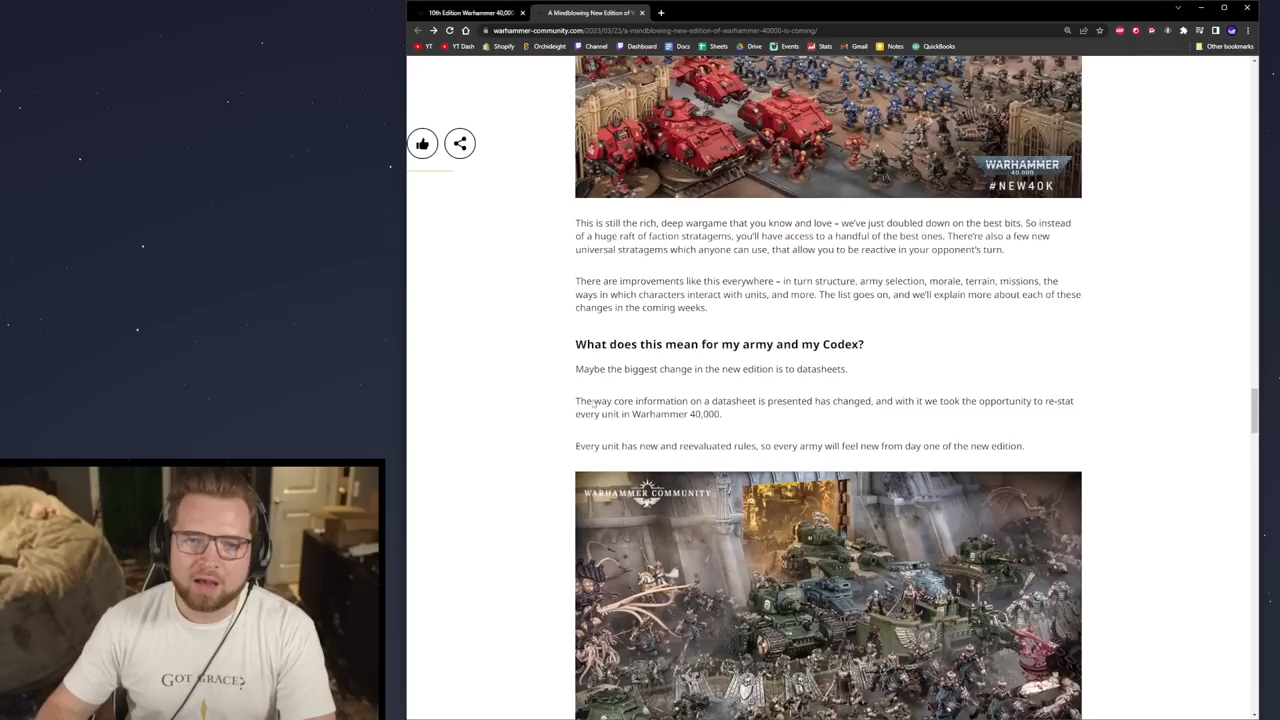 10th Edition Warhammer 40,000
A Mindblowing New Edition of W
warhammer-community.com/2023/03/23/a-mindblowing-new-edition-of-warhammer-40000-is-coming/
YT YT Dash Shopify Orchideight Channel Dashboard Docs Sheets Drive Events Stats Gmail Notes QuickBooks Other bookmarks
WARHAMMER
40,000
#NEW40K
This is still the rich, deep wargame that you know and love – we've just doubled down on the best bits. So instead
of a huge raft of faction stratagems, you'll have access to a handful of the best ones. There're also a few new
universal stratagems which anyone can use, that allow you to be reactive in your opponent's turn.
There are improvements like this everywhere – in turn structure, army selection, morale, terrain, missions, the
ways in which characters interact with units, and more. The list goes on, and we'll explain more about each of these
changes in the coming weeks.
What does this mean for my army and my Codex?
Maybe the biggest change in the new edition is to datasheets.
The way core information on a datasheet is presented has changed, and with it we took the opportunity to re-stat
every unit in Warhammer 40,000.
Every unit has new and reevaluated rules, so every army will feel new from day one of the new edition.
WARHAMMER COMMUNITY
GOT GRACE?